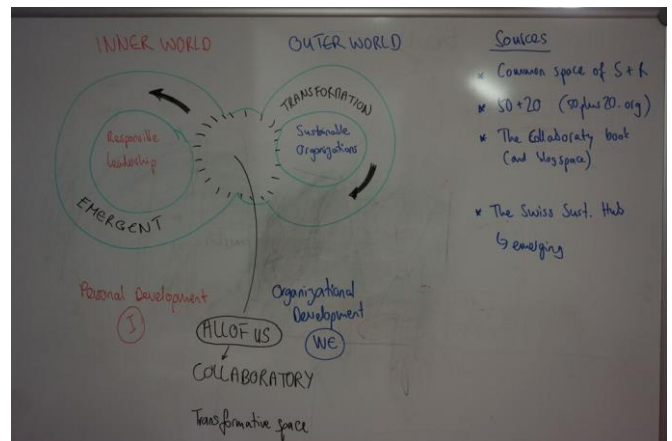 INNER WORLD
OUTER WORLD
TRANSFORMATION
Responsible
Leadership
Sustainable
Organizations
EMERGENT
Personal Development
I
Organizational
Development
WE
ALL OF US
COLLABORATORY
Transformative space
Sources
* Common space of S +
* 50+20 (50plus20.org)
* The Collaboraty book
(and blogspace)
* The Swiss Sust. Hub
↳ emerging